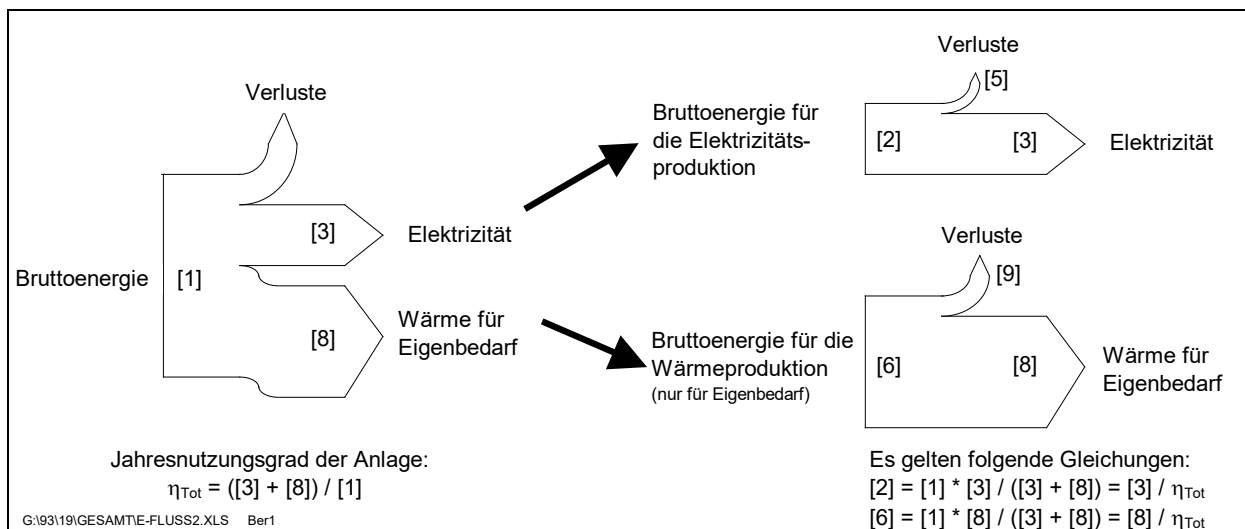 Verluste
[3]
Elektrizität
Bruttoenergie
[1]
[8]
Wärme für
Eigenbedarf
Jahresnutzungsgrad der Anlage:
ηTot = ([3] + [8]) / [1]
G:\93\19\GESAMT\E-FLUSS2.XLS Ber1
Verluste
[5]
Bruttoenergie für
die Elektrizitäts-
produktion
[2]
[3]
Elektrizität
Verluste
[9]
Bruttoenergie für die
Wärmeproduktion
(nur für Eigenbedarf)
[6]
[8]
Wärme für
Eigenbedarf
Es gelten folgende Gleichungen:
[2] = [1] * [3] / ([3] + [8]) = [3] / ηTot
[6] = [1] * [8] / ([3] + [8]) = [8] / ηTot